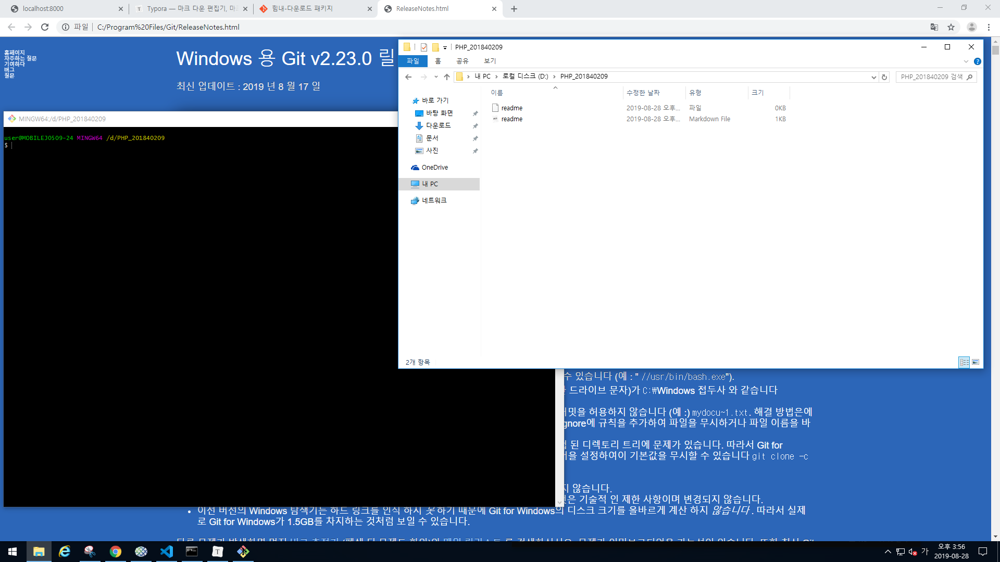 localhost:8000
Typora — 마크 다운 편집기, 마
힘내-다운로드 패키지
ReleaseNotes.html
파일 C:/Program%20Files/Git/ReleaseNotes.html
홈페이지
자주하는 질문
기여하다
버그
질문
Windows 용 Git v2.23.0 릴
최신 업데이트 : 2019 년 8 월 17 일
MINGW64:/d/PHP_201840209
user@MOBILEJO509-24 MINGW64 /d/PHP_201840209
$
PHP_201840209
파일 홈 공유 보기
내 PC 로컬 디스크 (D:) PHP_201840209
PHP_201840209 검색
이름 수정한 날짜 유형 크기
readme 2019-08-28 오후... 파일 0KB
readme 2019-08-28 오후... Markdown File 1KB
바로 가기
바탕 화면
다운로드
문서
사진
OneDrive
내 PC
네트워크
2개 항목
수 있습니다 (예 : " //usr/bin/bash.exe").
드라이브 문자)가 C:₩Windows 접두사 와 같습니다
허용하지 않습니다 (예 :) mydocu~1.txt. 해결 방법은에
gnore에 규칙을 추가하여 파일을 무시하거나 파일 이름을 바
된 디렉토리 트리에 문제가 있습니다. 따라서 Git for
설정하여이 기본값을 무시할 수 있습니다 git clone -c
않습니다.
기술적 인 제한 사항이며 변경되지 않습니다.
이전 버전의 Windows 탐색기는 하드 링크를 인식 하지 못 하기 때문에 Git for Windows의 디스크 크기를 올바르게 계산 하지 않습니다. 따라서 실제
로 Git for Windows가 1.5GB를 차지하는 것처럼 보일 수 있습니다.
가
오후 3:56
2019-08-28